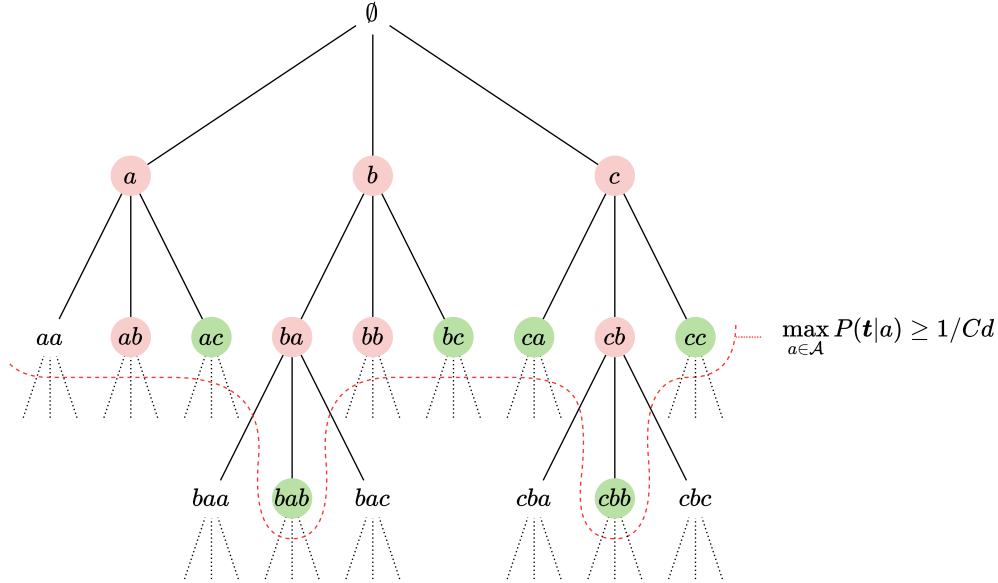 ∅
a b c
aa ab ac ba bb bc ca cb cc
max P(t|a) ≥ 1/Cd
a∈𝒜
baa bab bac cba cbb cbc